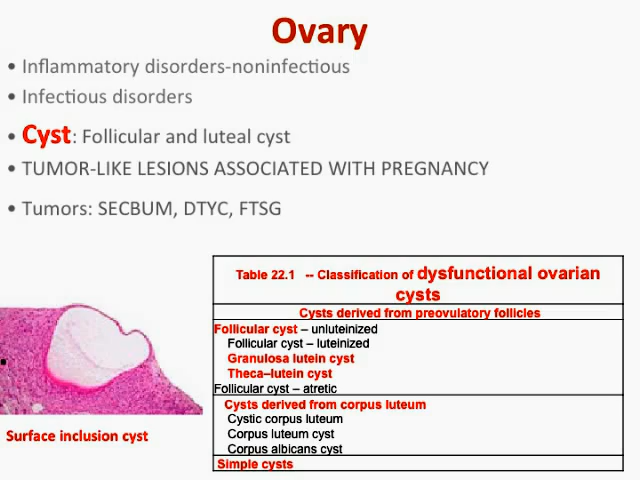 Ovary
• Inflammatory disorders-noninfectious
• Infectious disorders
• Cyst: Follicular and luteal cyst
• TUMOR-LIKE LESIONS ASSOCIATED WITH PREGNANCY
• Tumors: SECBUM, DTYC, FTSG
Table 22.1 -- Classification of dysfunctional ovarian
cysts
Cysts derived from preovulatory follicles
Follicular cyst – unluteinized
Follicular cyst – luteinized
Granulosa lutein cyst
Theca–lutein cyst
Follicular cyst – atretic
Cysts derived from corpus luteum
Cystic corpus luteum
Corpus luteum cyst
Corpus albicans cyst
Simple cysts
Surface inclusion cyst